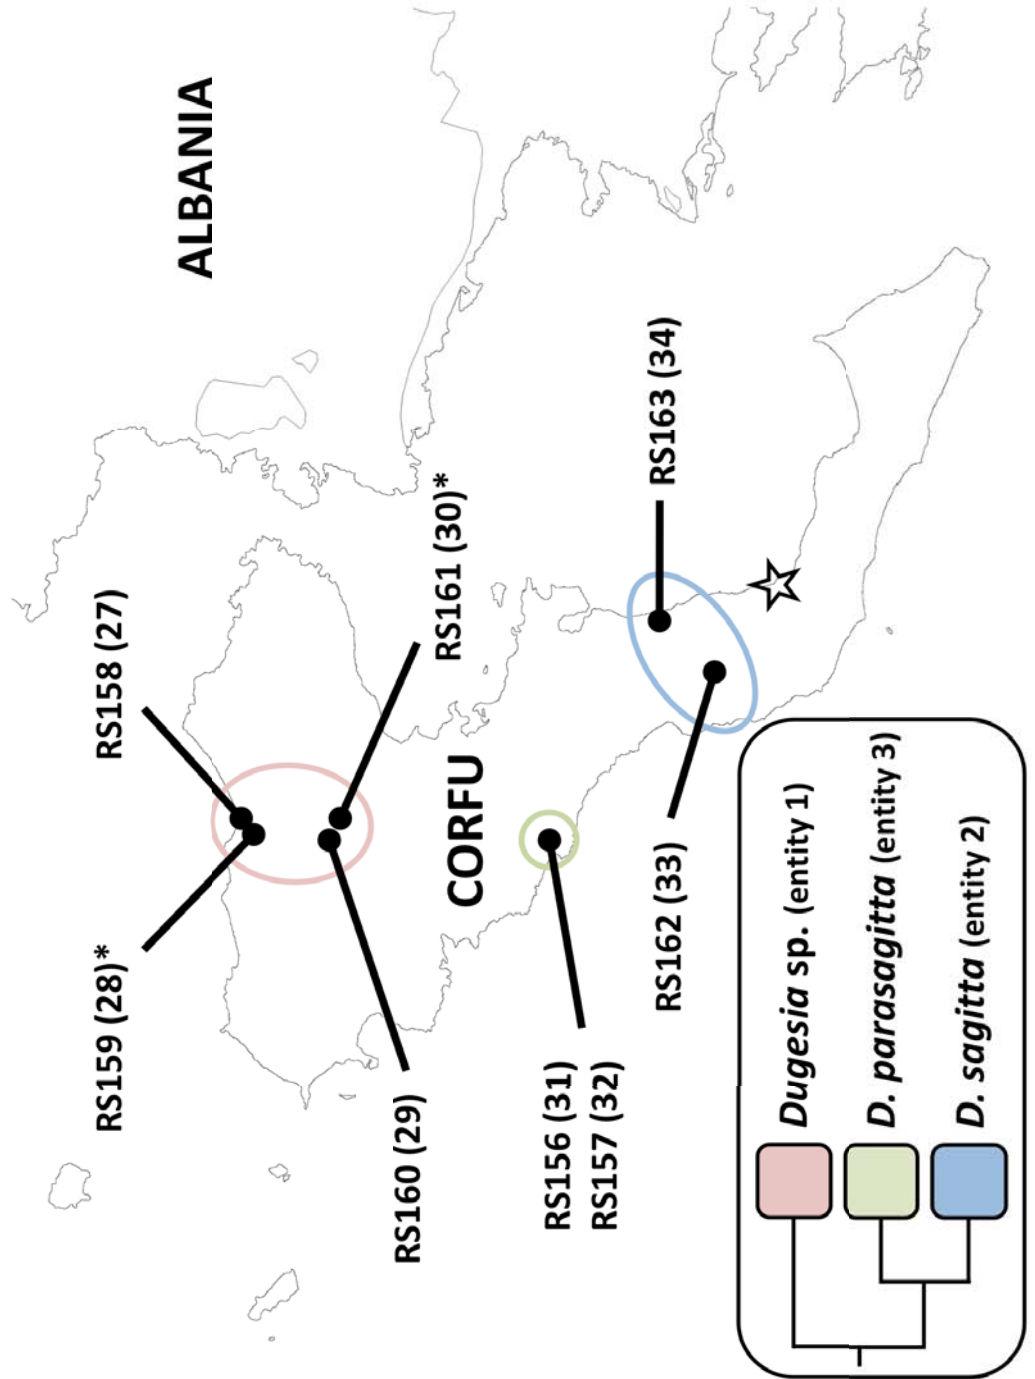 ALBANIA
RS158 (27)
RS159 (28)*
RS161 (30)*
RS160 (29)
CORFU
RS163 (34)
RS156 (31)
RS157 (32)
RS162 (33)
Dugesia sp. (entity 1)
D. parasagitta (entity 3)
D. sagitta (entity 2)